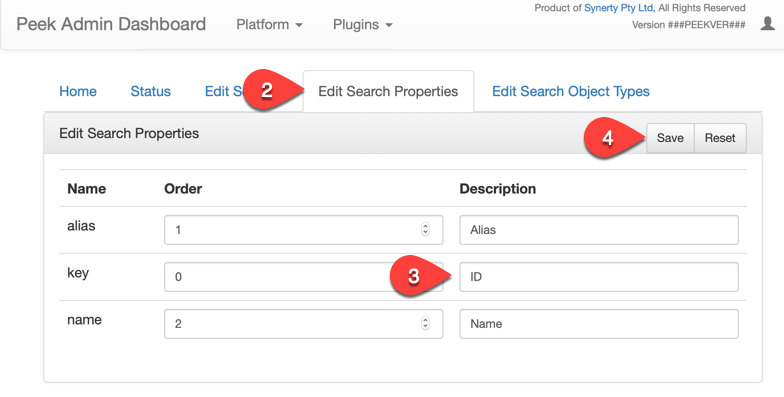 Product of Synerty Pty Ltd, All Rights Reserved
Peek Admin Dashboard Platform Plugins
Version ###PEEKVER###
Home Status Edit S 2 Edit Search Properties Edit Search Object Types
Edit Search Properties 4 Save Reset
Name Order Description
alias 1 Alias
key 0 3 ID
name 2 Name